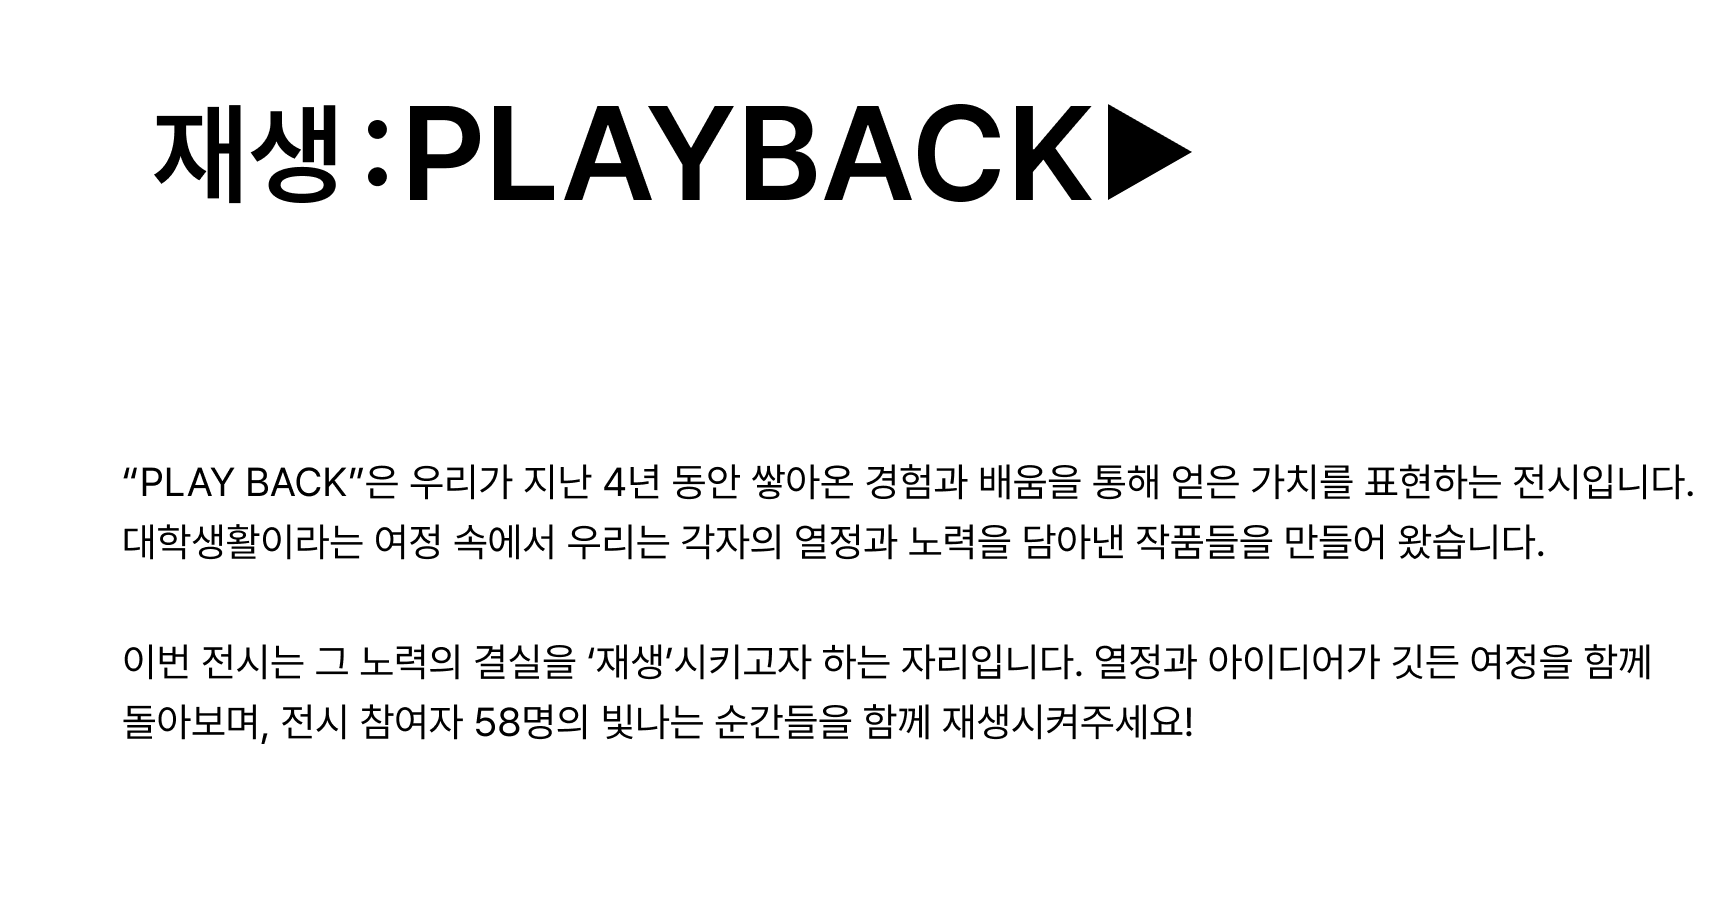 재생:PLAYBACK▶
“PLAY BACK”은 우리가 지난 4년 동안 쌓아온 경험과 배움을 통해 얻은 가치를 표현하는 전시입니다.
대학생활이라는 여정 속에서 우리는 각자의 열정과 노력을 담아낸 작품들을 만들어 왔습니다.
이번 전시는 그 노력의 결실을 ‘재생’시키고자 하는 자리입니다. 열정과 아이디어가 깃든 여정을 함께
돌아보며, 전시 참여자 58명의 빛나는 순간들을 함께 재생시켜주세요!